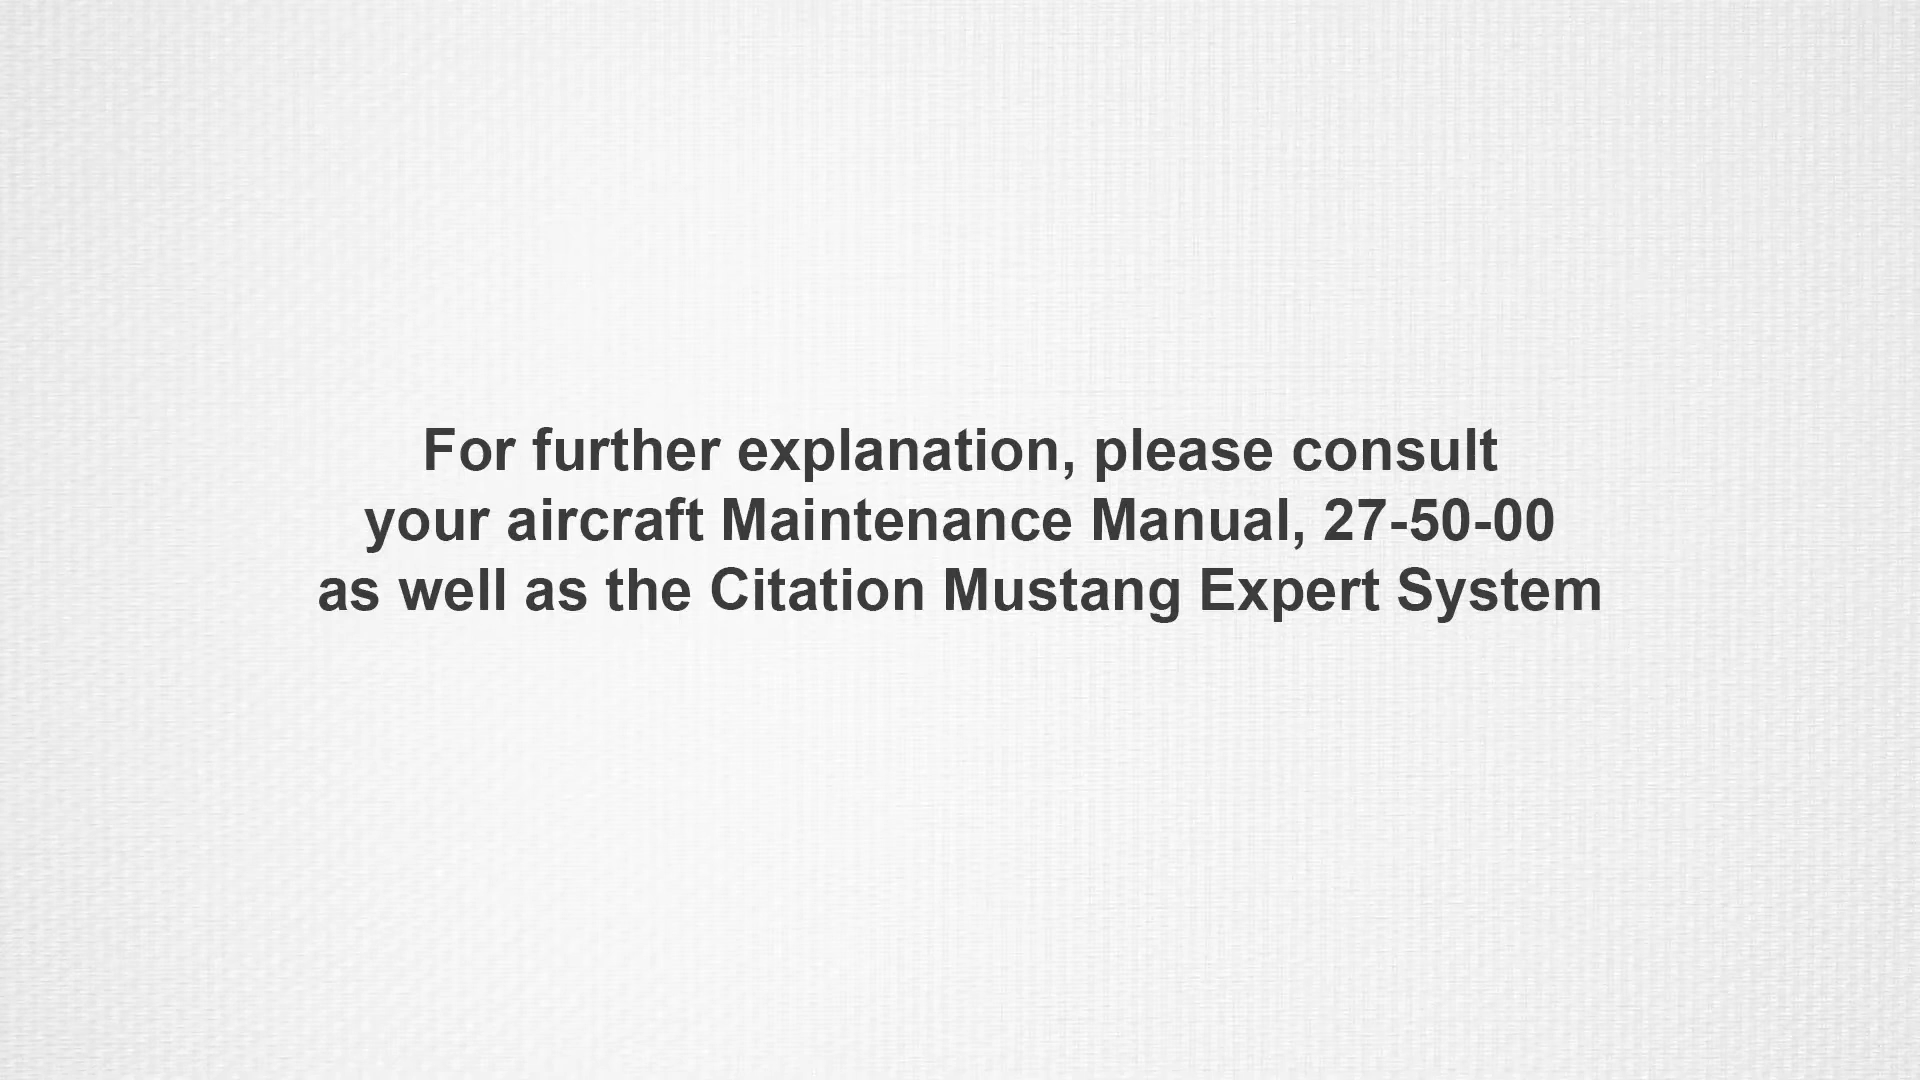 For further explanation, please consult
your aircraft Maintenance Manual, 27-50-00
as well as the Citation Mustang Expert System